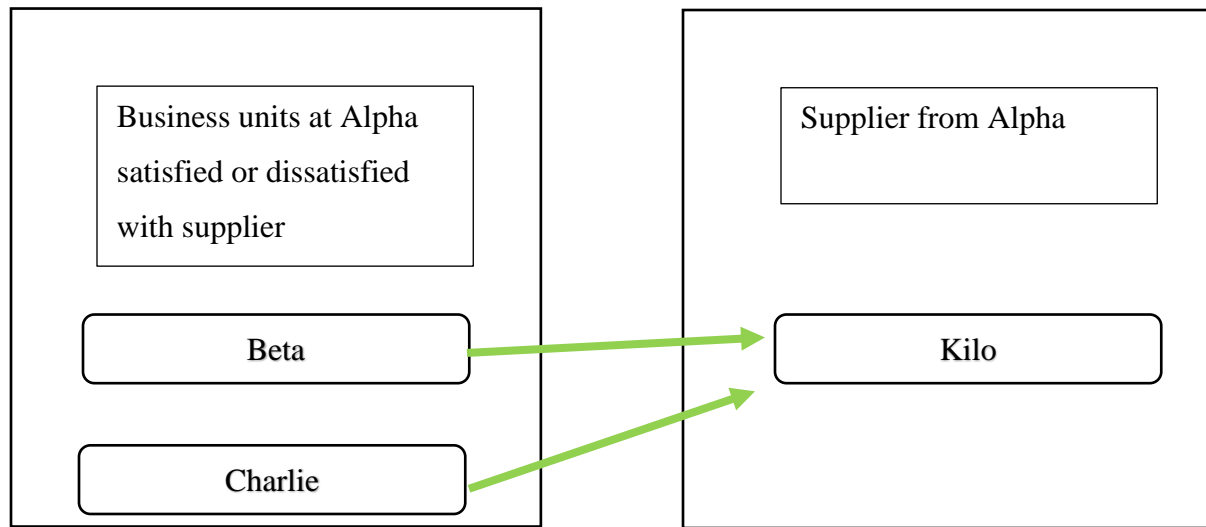 Business units at Alpha
satisfied or dissatisfied
with supplier
Beta
Charlie
Supplier from Alpha
Kilo